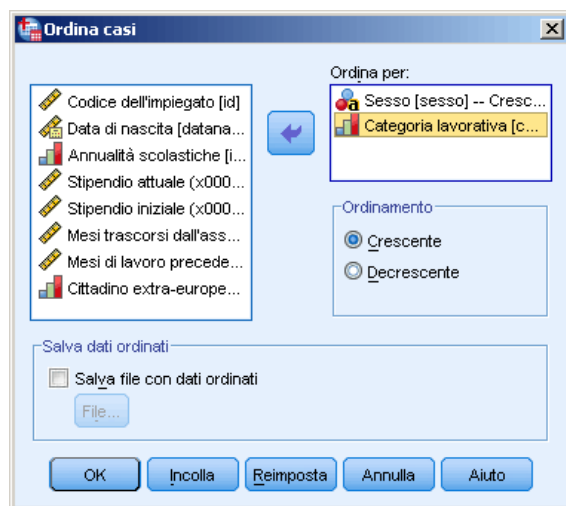 Ordina casi
Codice dell'impiegato [id]
Data di nascita [datana...
Annualità scolastiche [i...
Stipendio attuale (x000...
Stipendio iniziale (x000...
Mesi trascorsi dall'ass...
Mesi di lavoro precede...
Cittadino extra-europe...
Ordina per:
Sesso [sesso] -- Cresc...
Categoria lavorativa [c...
Ordinamento
Crescente
Decrescente
Salva dati ordinati
Salva file con dati ordinati
File...
OK
Incolla
Reimposta
Annulla
Aiuto